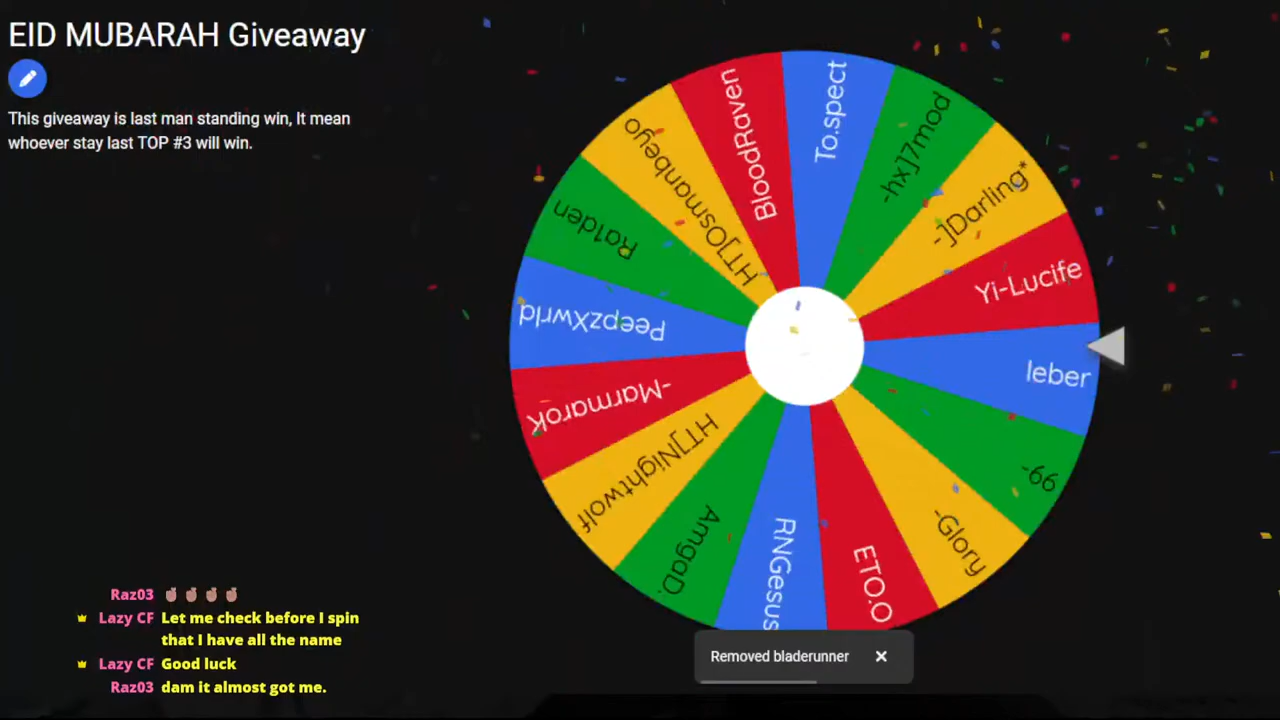 EID MUBARAH Giveaway
This giveaway is last man standing win, It mean
whoever stay last TOP #3 will win.
To.spect
-hx]7mod
-]Darling*
Yi-Lucife
leber
-99
-Glory
ETO.O
RNGesus
AmgaD.
HT]Nightwolf
-Marmarok
PeepzXwrld
Ra1den
HT]Osmanbeyo
BloodRaven
Raz03
Lazy CF Let me check before I spin
that I have all the name
Lazy CF Good luck
Raz03 dam it almost got me.
Removed bladerunner